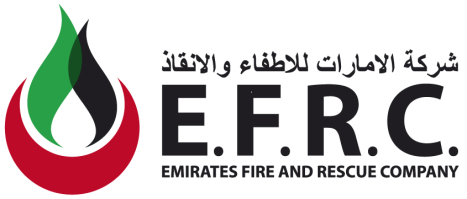 شركة الامارات للاطفاء والانقاذ
E.F.R.C.
EMIRATES FIRE AND RESCUE COMPANY